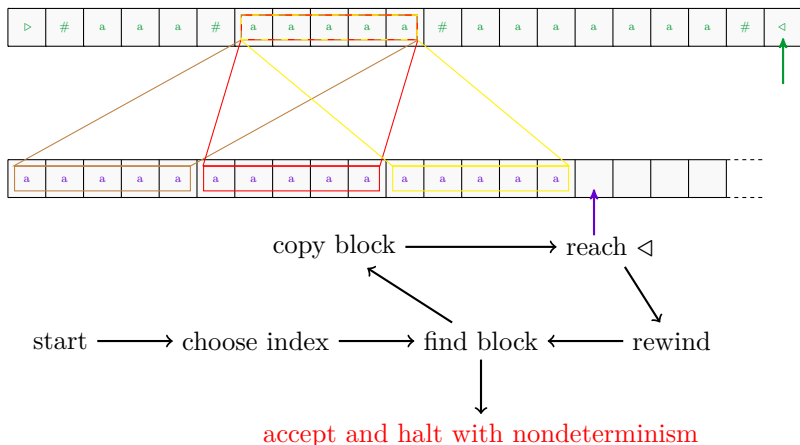 ▷ # a a a # a a a a a # a a a a a a a # ◁
a a a a a a a a a a a a a a a
copy block reach ◁
start choose index find block rewind
accept and halt with nondeterminism